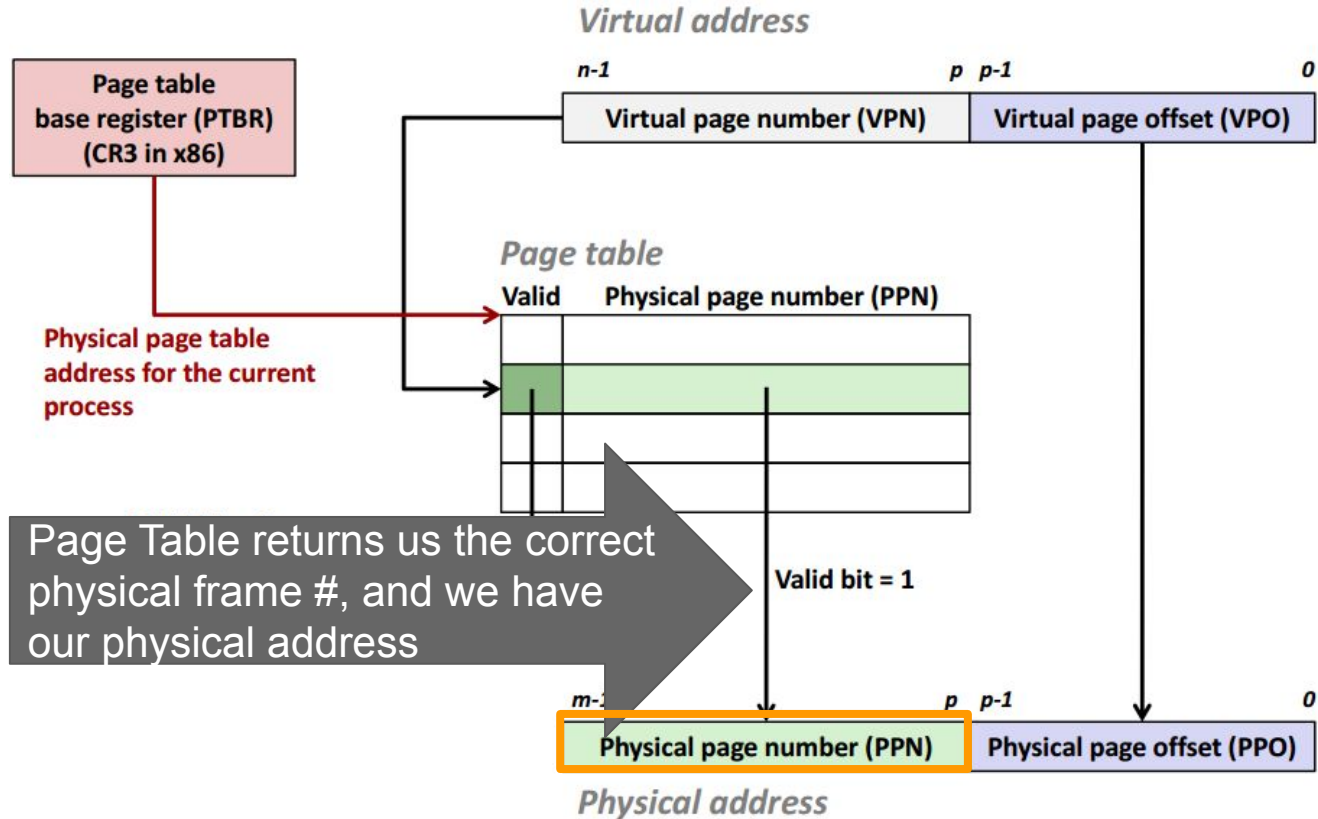 Virtual address
n-1 p p-1 0
Page table
base register (PTBR)
(CR3 in x86)
Virtual page number (VPN) Virtual page offset (VPO)
Page table
Valid Physical page number (PPN)
Physical page table
address for the current
process
Page Table returns us the correct
physical frame #, and we have
our physical address
Valid bit = 1
m-1 p p-1 0
Physical page number (PPN) Physical page offset (PPO)
Physical address